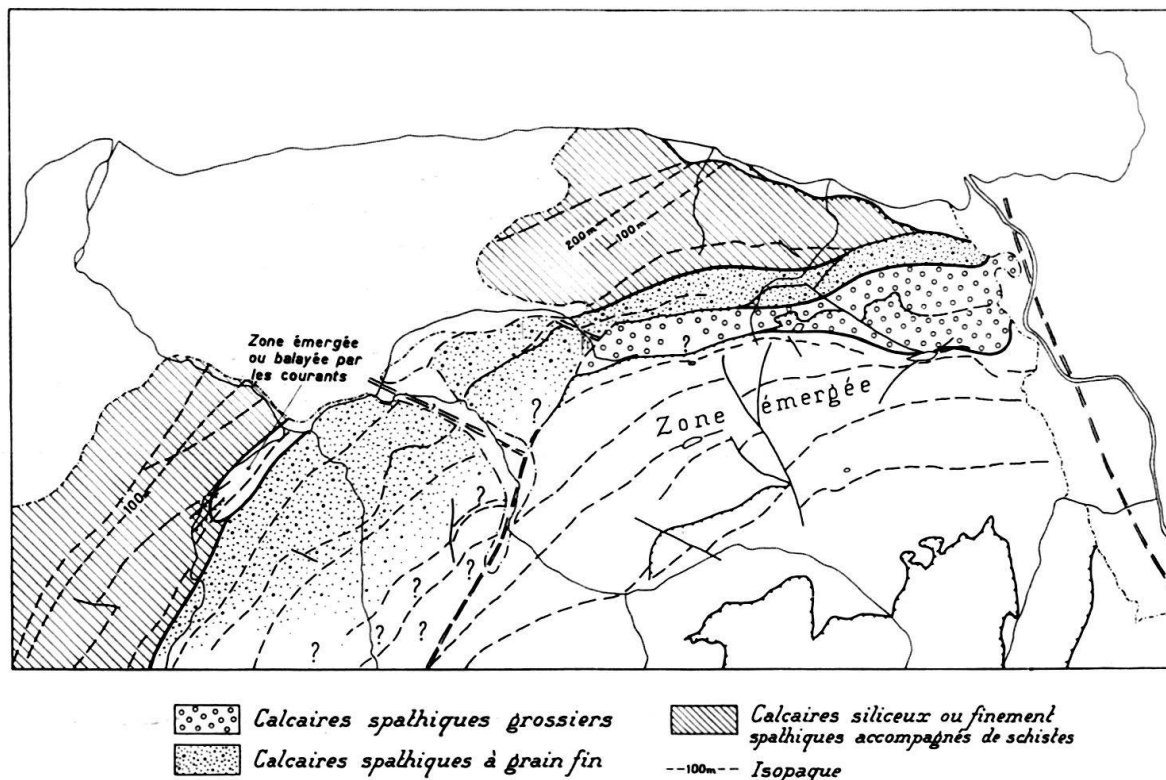 200m
100m
Zone émergée
ou balayée par
les courants
?
Zone émergée
?
100m
?
?
?
?
?
?
?
Calcaires spathiques grossiers
Calcaires spathiques à grain fin
Calcaires siliceux ou finement
spathiques accompagnés de schistes
--100m-- Isopaque